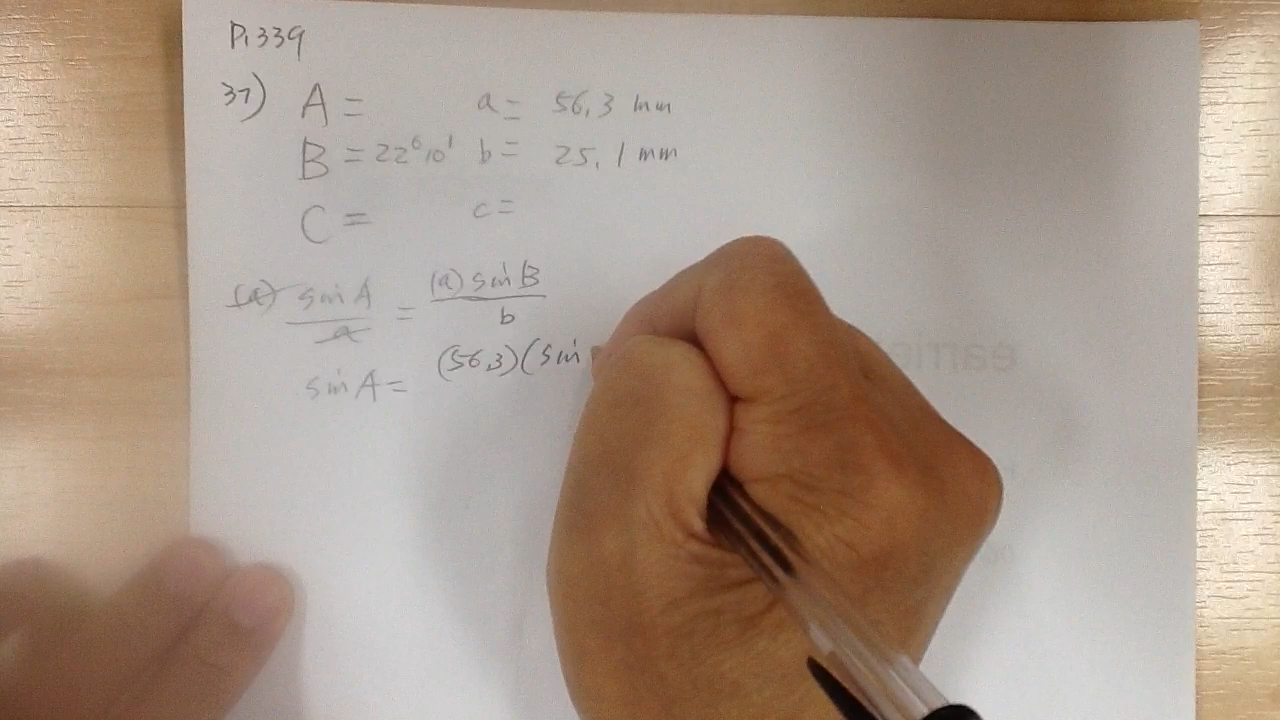 P.339
37) A =   a = 56.3 mm
B = 22°10' b = 25.1 mm
C =   c =
(a) sin A / a = (a) sin B / b
sin A = (56.3)(sin